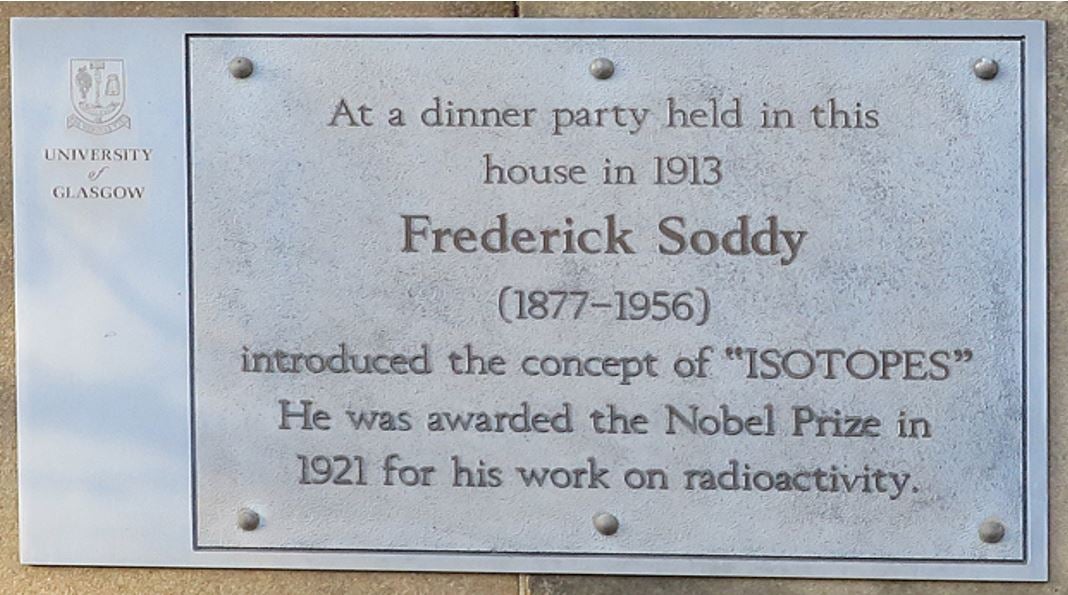 UNIVERSITY
of
GLASGOW
At a dinner party held in this
house in 1913
Frederick Soddy
(1877–1956)
introduced the concept of “ISOTOPES”
He was awarded the Nobel Prize in
1921 for his work on radioactivity.